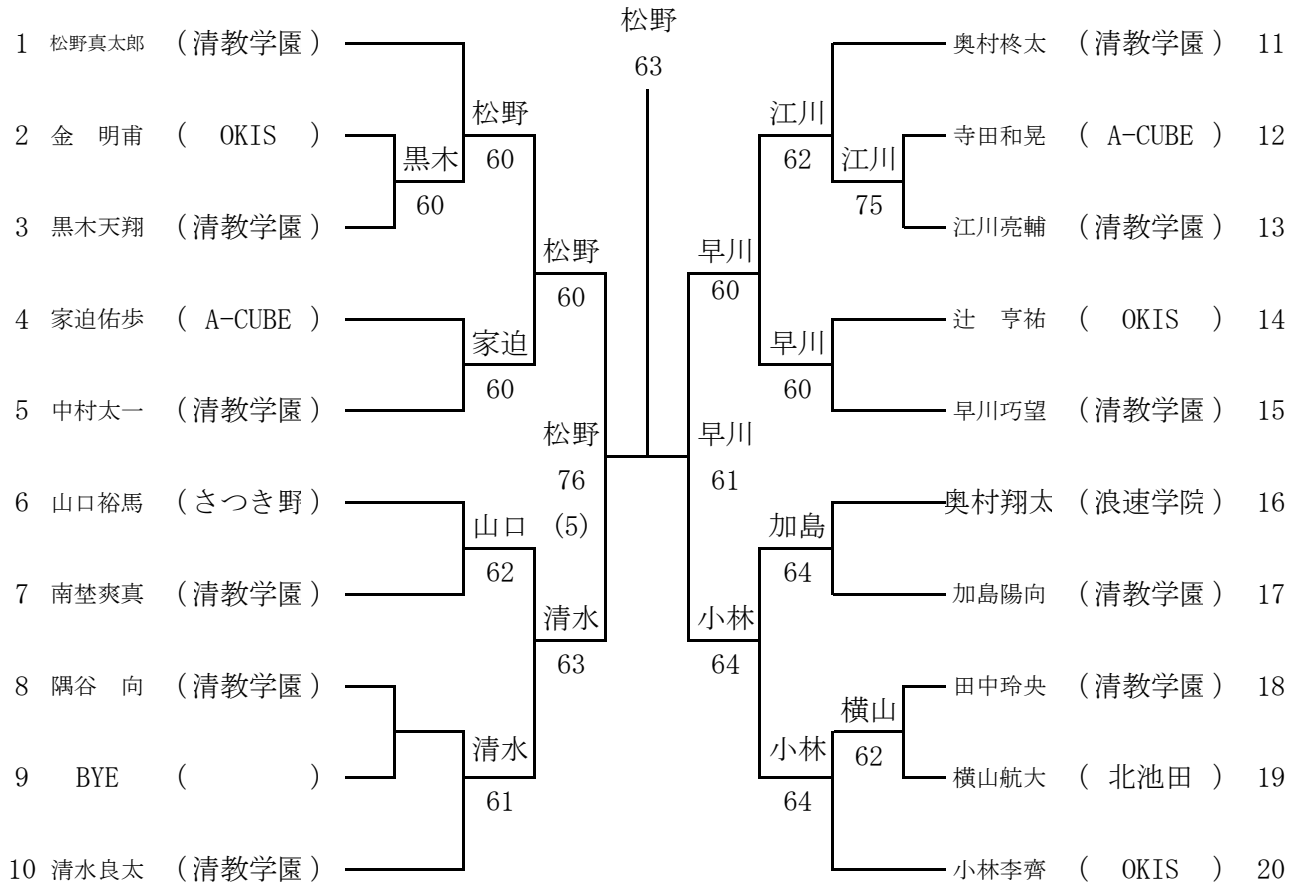 松野
63
1 松野真太郎 (清教学園)
2 金 明甫 ( OKIS )
3 黒木天翔 (清教学園)
4 家迫佑歩 ( A-CUBE )
5 中村太一 (清教学園)
6 山口裕馬 (さつき野)
7 南埜爽真 (清教学園)
8 隅谷 向 (清教学園)
9 BYE ( )
10 清水良太 (清教学園)
黒木
60
松野
60
家迫
60
山口
62
清水
61
松野
60
清水
63
松野
76
(5)
早川
61
早川
60
小林
64
江川
62
早川
60
加島
64
小林
64
江川
75
横山
62
奥村柊太 (清教学園) 11
寺田和晃 ( A-CUBE ) 12
江川亮輔 (清教学園) 13
辻 亨祐 ( OKIS ) 14
早川巧望 (清教学園) 15
奥村翔太 (浪速学院) 16
加島陽向 (清教学園) 17
田中玲央 (清教学園) 18
横山航大 ( 北池田 ) 19
小林李齊 ( OKIS ) 20